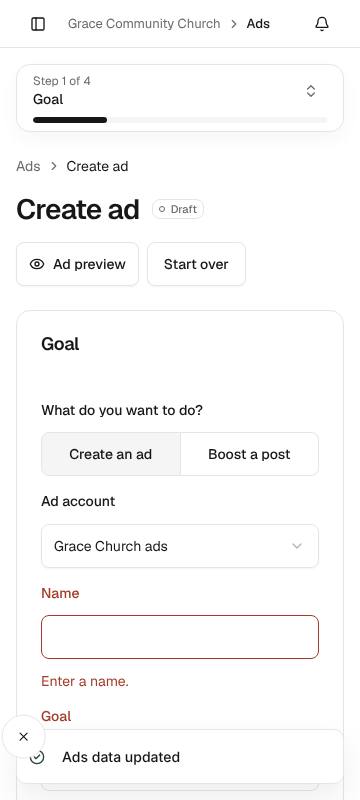 Grace Community Church > Ads
Step 1 of 4
Goal
Ads > Create ad
Create ad
Draft
Ad preview
Start over
Goal
What do you want to do?
Create an ad
Boost a post
Ad account
Grace Church ads
Name
Enter a name.
Goal
Ads data updated